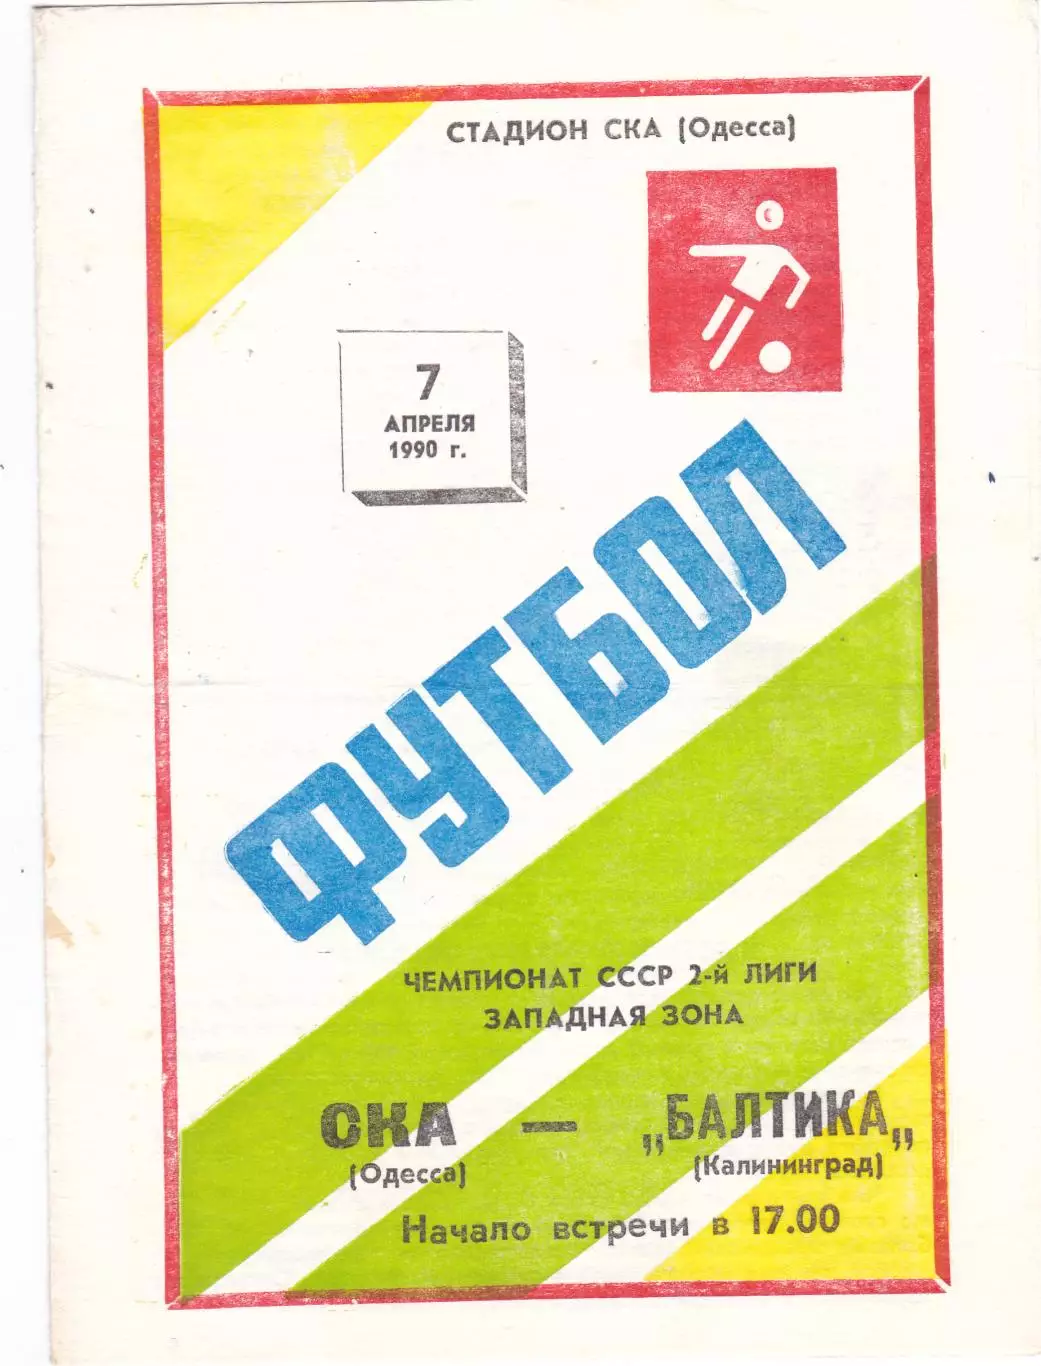 СТАДИОН СКА (Одесса)
7
АПРЕЛЯ
1990 г.
ФУТБОЛ
ЧЕМПИОНАТ СССР 2-й ЛИГИ
ЗАПАДНАЯ ЗОНА
СКА — „БАЛТИКА„
(Одесса) (Калининград)
Начало встречи в 17.00